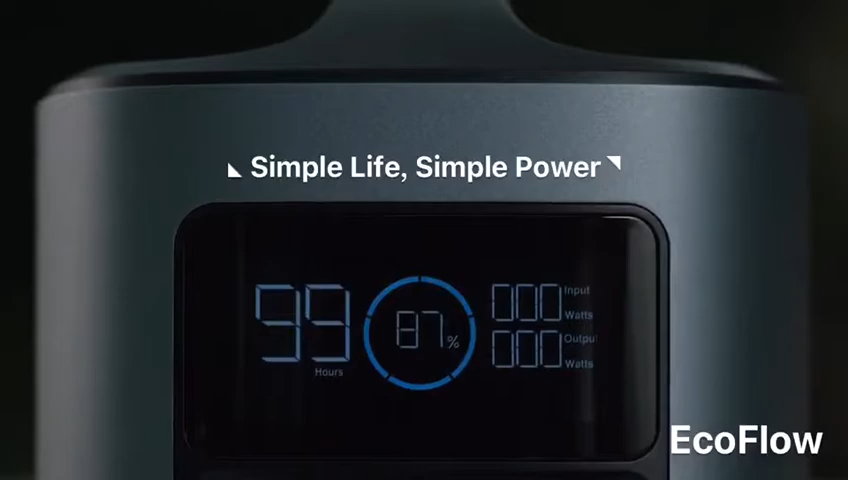 Simple Life, Simple Power
99
Hours
87%
000 Input Watts
000 Output Watts
EcoFlow